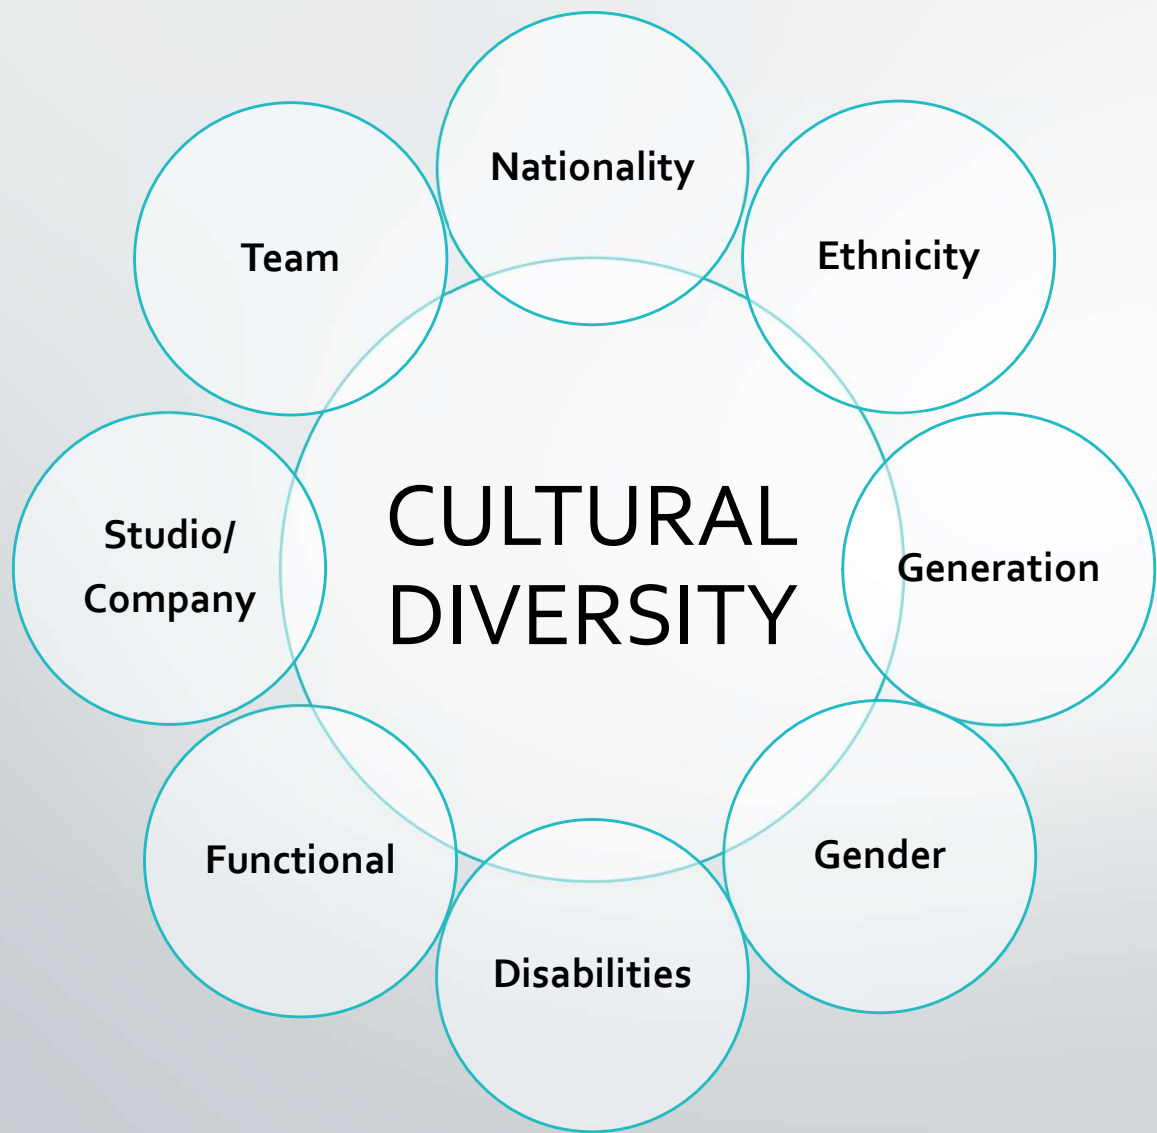 Nationality
Ethnicity
Team
CULTURAL
DIVERSITY
Studio/
Company
Generation
Functional
Gender
Disabilities